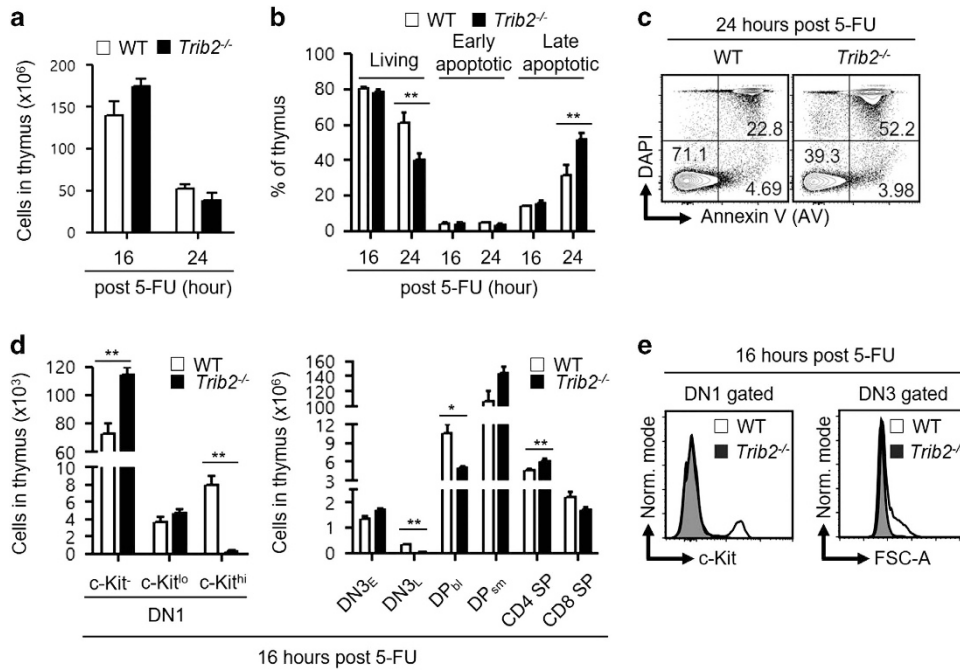 a
WT Trib2-/-
Cells in thymus (x10⁶)
200
150
100
50
0
16 24
post 5-FU (hour)
b
WT Trib2-/-
Living
Early apoptotic
Late apoptotic
** **
% of thymus
100
80
60
40
20
0
16 24 16 24 16 24
post 5-FU (hour)
c
24 hours post 5-FU
WT Trib2-/-
22.8
71.1
4.69
52.2
39.3
3.98
DAPI
Annexin V (AV)
d
WT
Trib2-/-
** **
Cells in thymus (x10³)
120
100
80
60
8
6
4
2
0
c-Kit- c-Kitlo c-Kithi
DN1
WT
Trib2-/-
** * **
Cells in thymus (x10⁶)
160
140
120
100
12
9
6
3
2
1
0
DN3E DN3L DPbl DPsm CD4 SP CD8 SP
16 hours post 5-FU
e
16 hours post 5-FU
DN1 gated DN3 gated
WT
Trib2-/-
Norm. mode
c-Kit
WT
Trib2-/-
Norm. mode
FSC-A